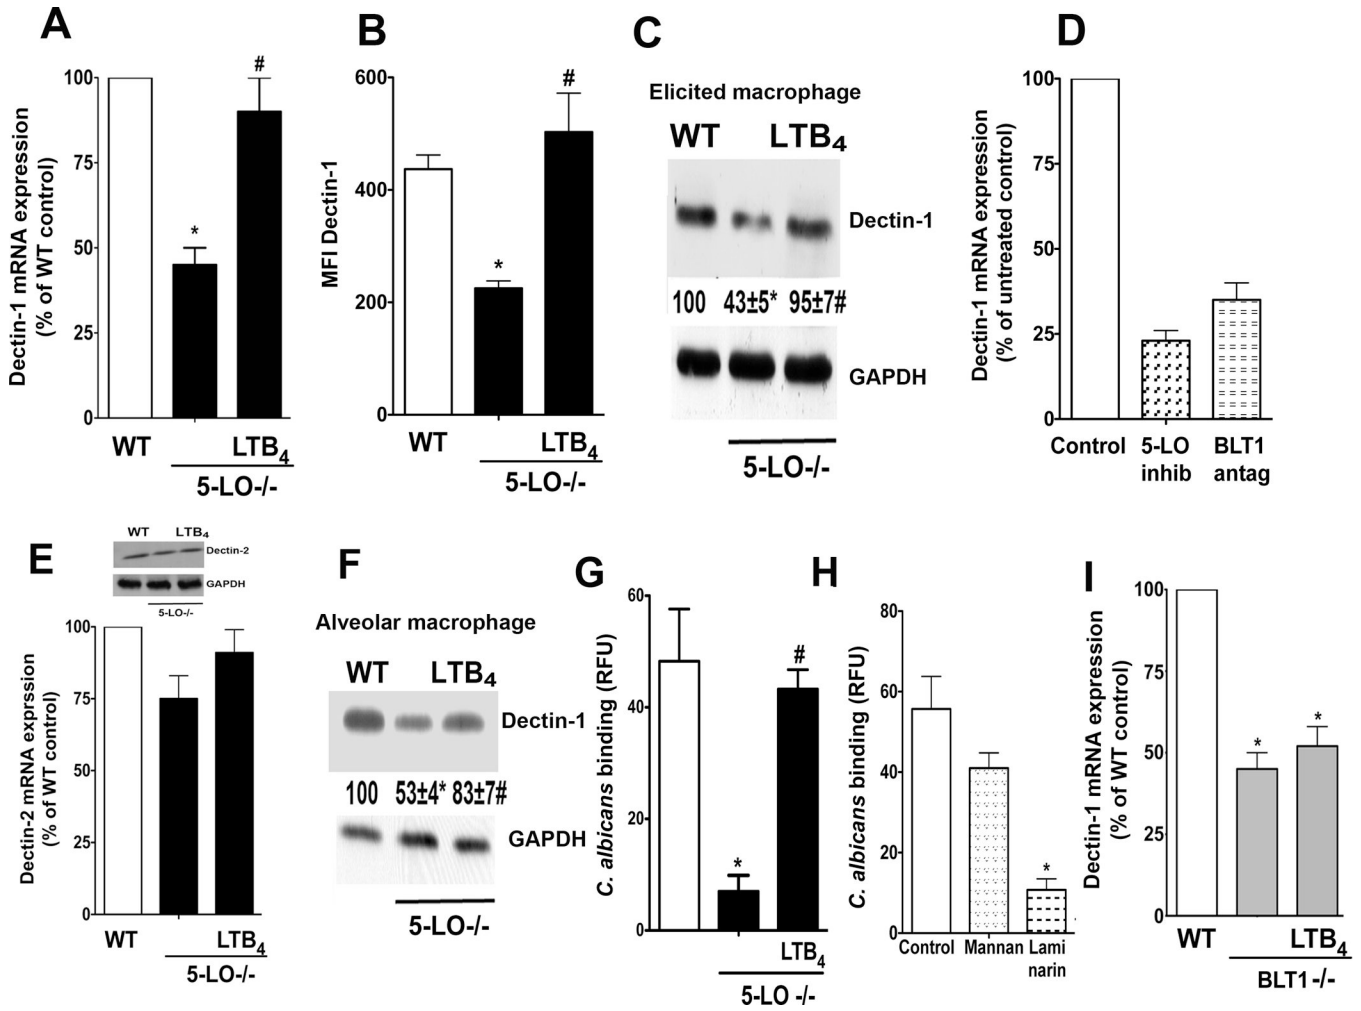 A
Dectin-1 mRNA expression
(% of WT control)
100
75
50
25
0
*
#
WT
LTB4
5-LO-/-
B
MFI Dectin-1
600
400
200
0
*
#
WT
LTB4
5-LO-/-
C
Elicited macrophage
WT LTB4
Dectin-1
100 43±5* 95±7#
GAPDH
5-LO-/-
D
Dectin-1 mRNA expression
(% of untreated control)
100
75
50
25
0
Control
5-LO
inhib
BLT1
antag
E
WT LTB4
Dectin-2
GAPDH
5-LO-/-
Dectin-2 mRNA exprssion
(% of WT control)
100
75
50
25
0
WT
LTB4
5-LO-/-
F
Alveolar macrophage
WT LTB4
Dectin-1
100 53±4* 83±7#
GAPDH
5-LO-/-
G
C. albicans binding (RFU)
60
40
20
0
*
#
LTB4
5-LO -/-
H
C. albicans binding (RFU)
80
60
40
20
0
*
Control
Mannan
Lami
narin
I
Dectin-1 mRNA expression
(% of WT control)
100
75
50
25
0
*
*
WT
LTB4
BLT1-/-